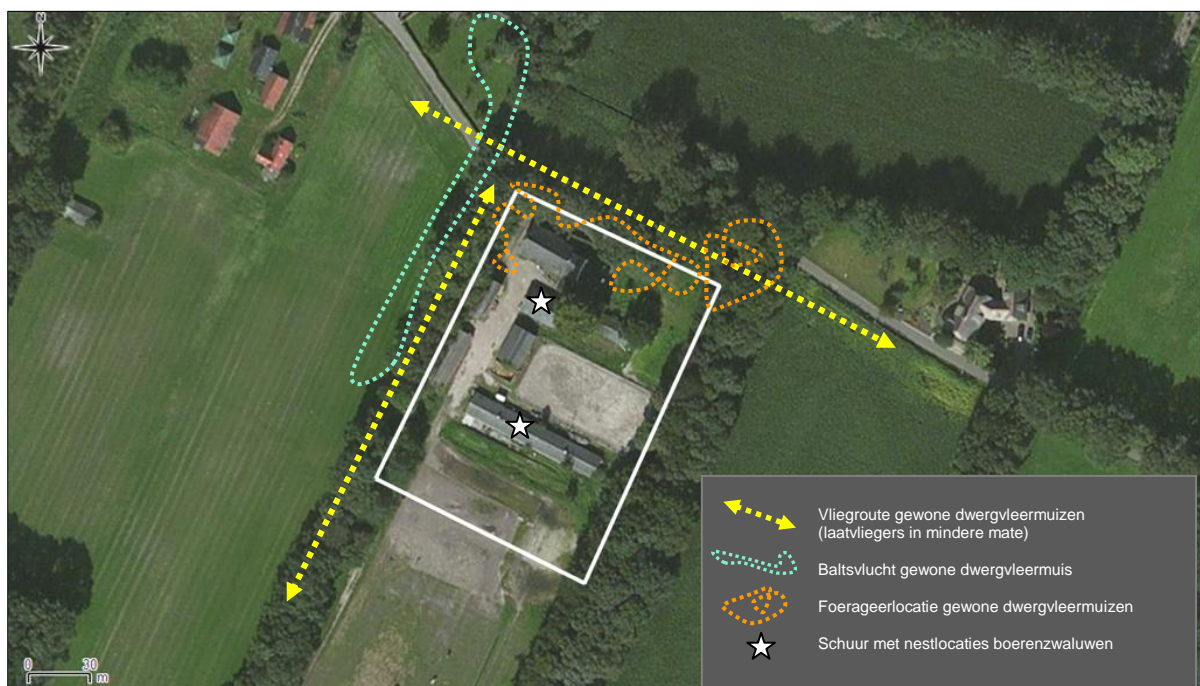 N
Vliegroute gewone dwergvleermuizen
(laatvliegers in mindere mate)
Baltsvlucht gewone dwergvleermuis
Foerageerlocatie gewone dwergvleermuizen
Schuur met nestlocaties boerenzwaluwen
0 30
m